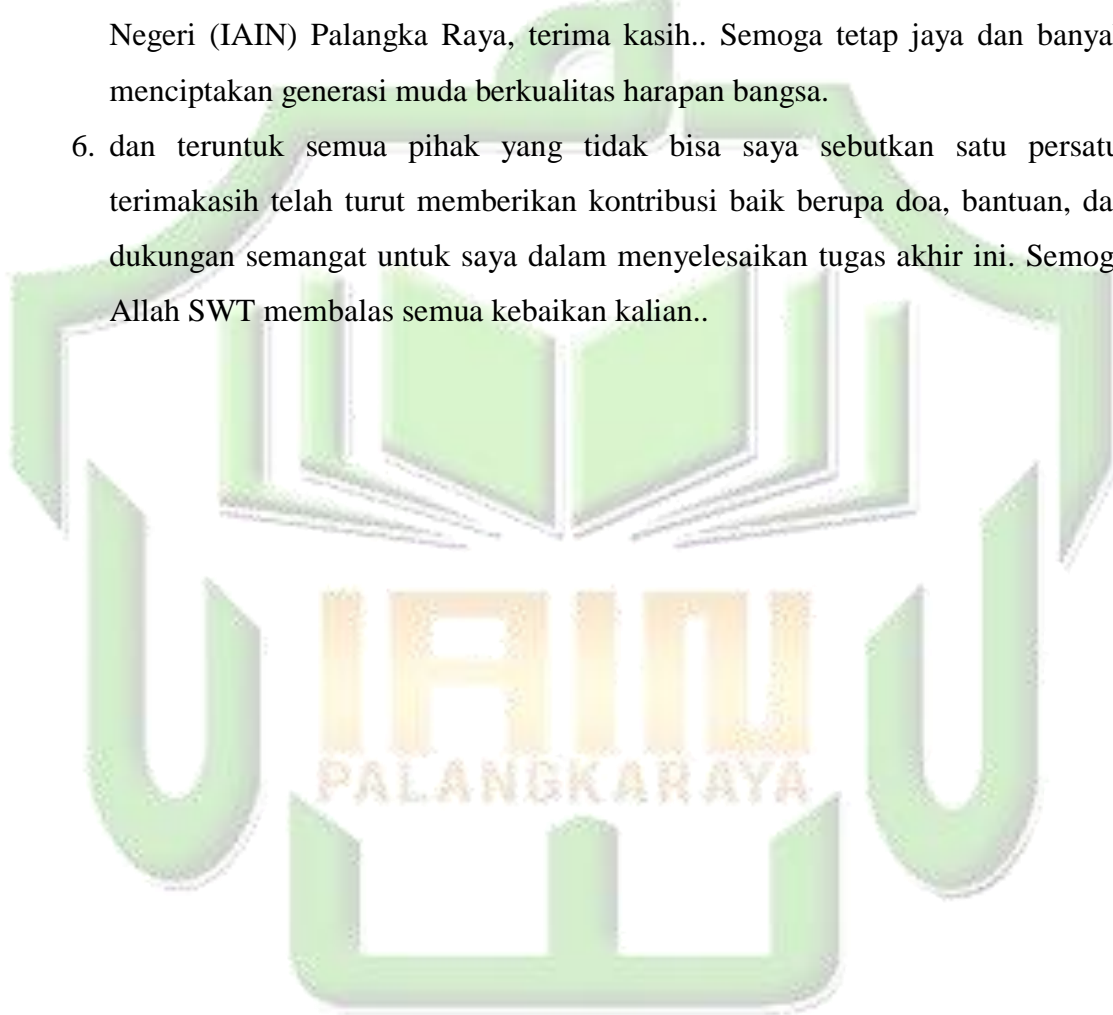 Negeri (IAIN) Palangka Raya, terima kasih.. Semoga tetap jaya dan banya
menciptakan generasi muda berkualitas harapan bangsa.
6. dan teruntuk semua pihak yang tidak bisa saya sebutkan satu persatu
terimakasih telah turut memberikan kontribusi baik berupa doa, bantuan, da
dukungan semangat untuk saya dalam menyelesaikan tugas akhir ini. Semog
Allah SWT membalas semua kebaikan kalian..
IAIN
PALANGKARAYA